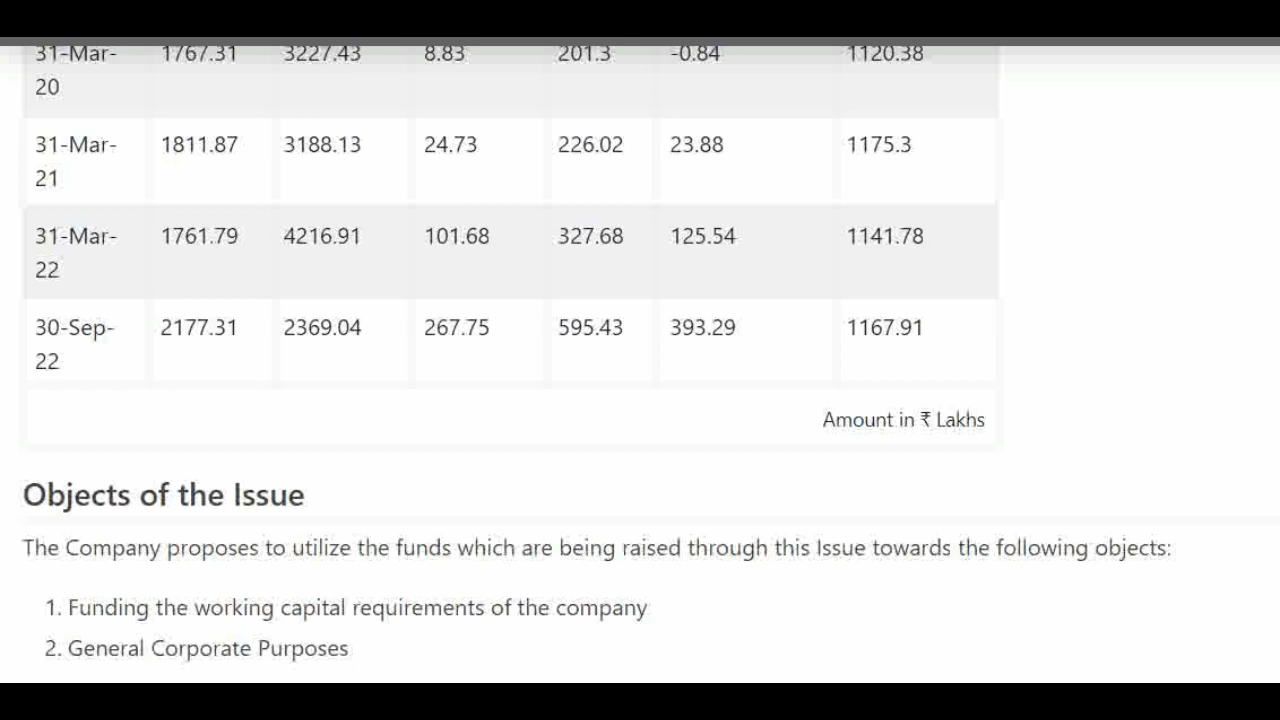 31-Mar- 1767.31 3227.43 8.83 201.3 -0.84 1120.38
20
31-Mar- 1811.87 3188.13 24.73 226.02 23.88 1175.3
21
31-Mar- 1761.79 4216.91 101.68 327.68 125.54 1141.78
22
30-Sep- 2177.31 2369.04 267.75 595.43 393.29 1167.91
22
Amount in ₹ Lakhs
Objects of the Issue
The Company proposes to utilize the funds which are being raised through this Issue towards the following objects:
1. Funding the working capital requirements of the company
2. General Corporate Purposes